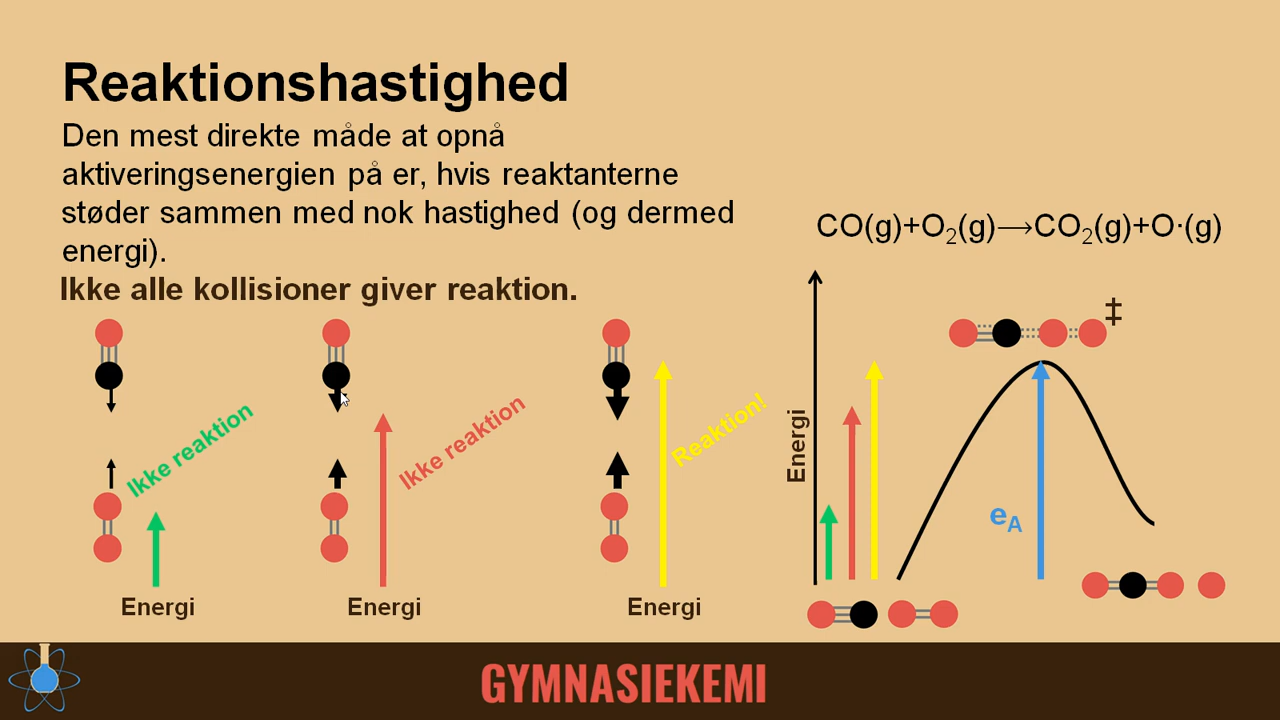 Reaktionshastighed
Den mest direkte måde at opnå
aktiveringsenergien på er, hvis reaktanterne
støder sammen med nok hastighed (og dermed
energi).
Ikke alle kollisioner giver reaktion.
CO(g)+O₂(g)⟶CO₂(g)+O·(g)
‡
Ikke reaktion
Ikke reaktion
Reaktion!
Energi
e_A
Energi
Energi
Energi
GYMNASIEKEMI